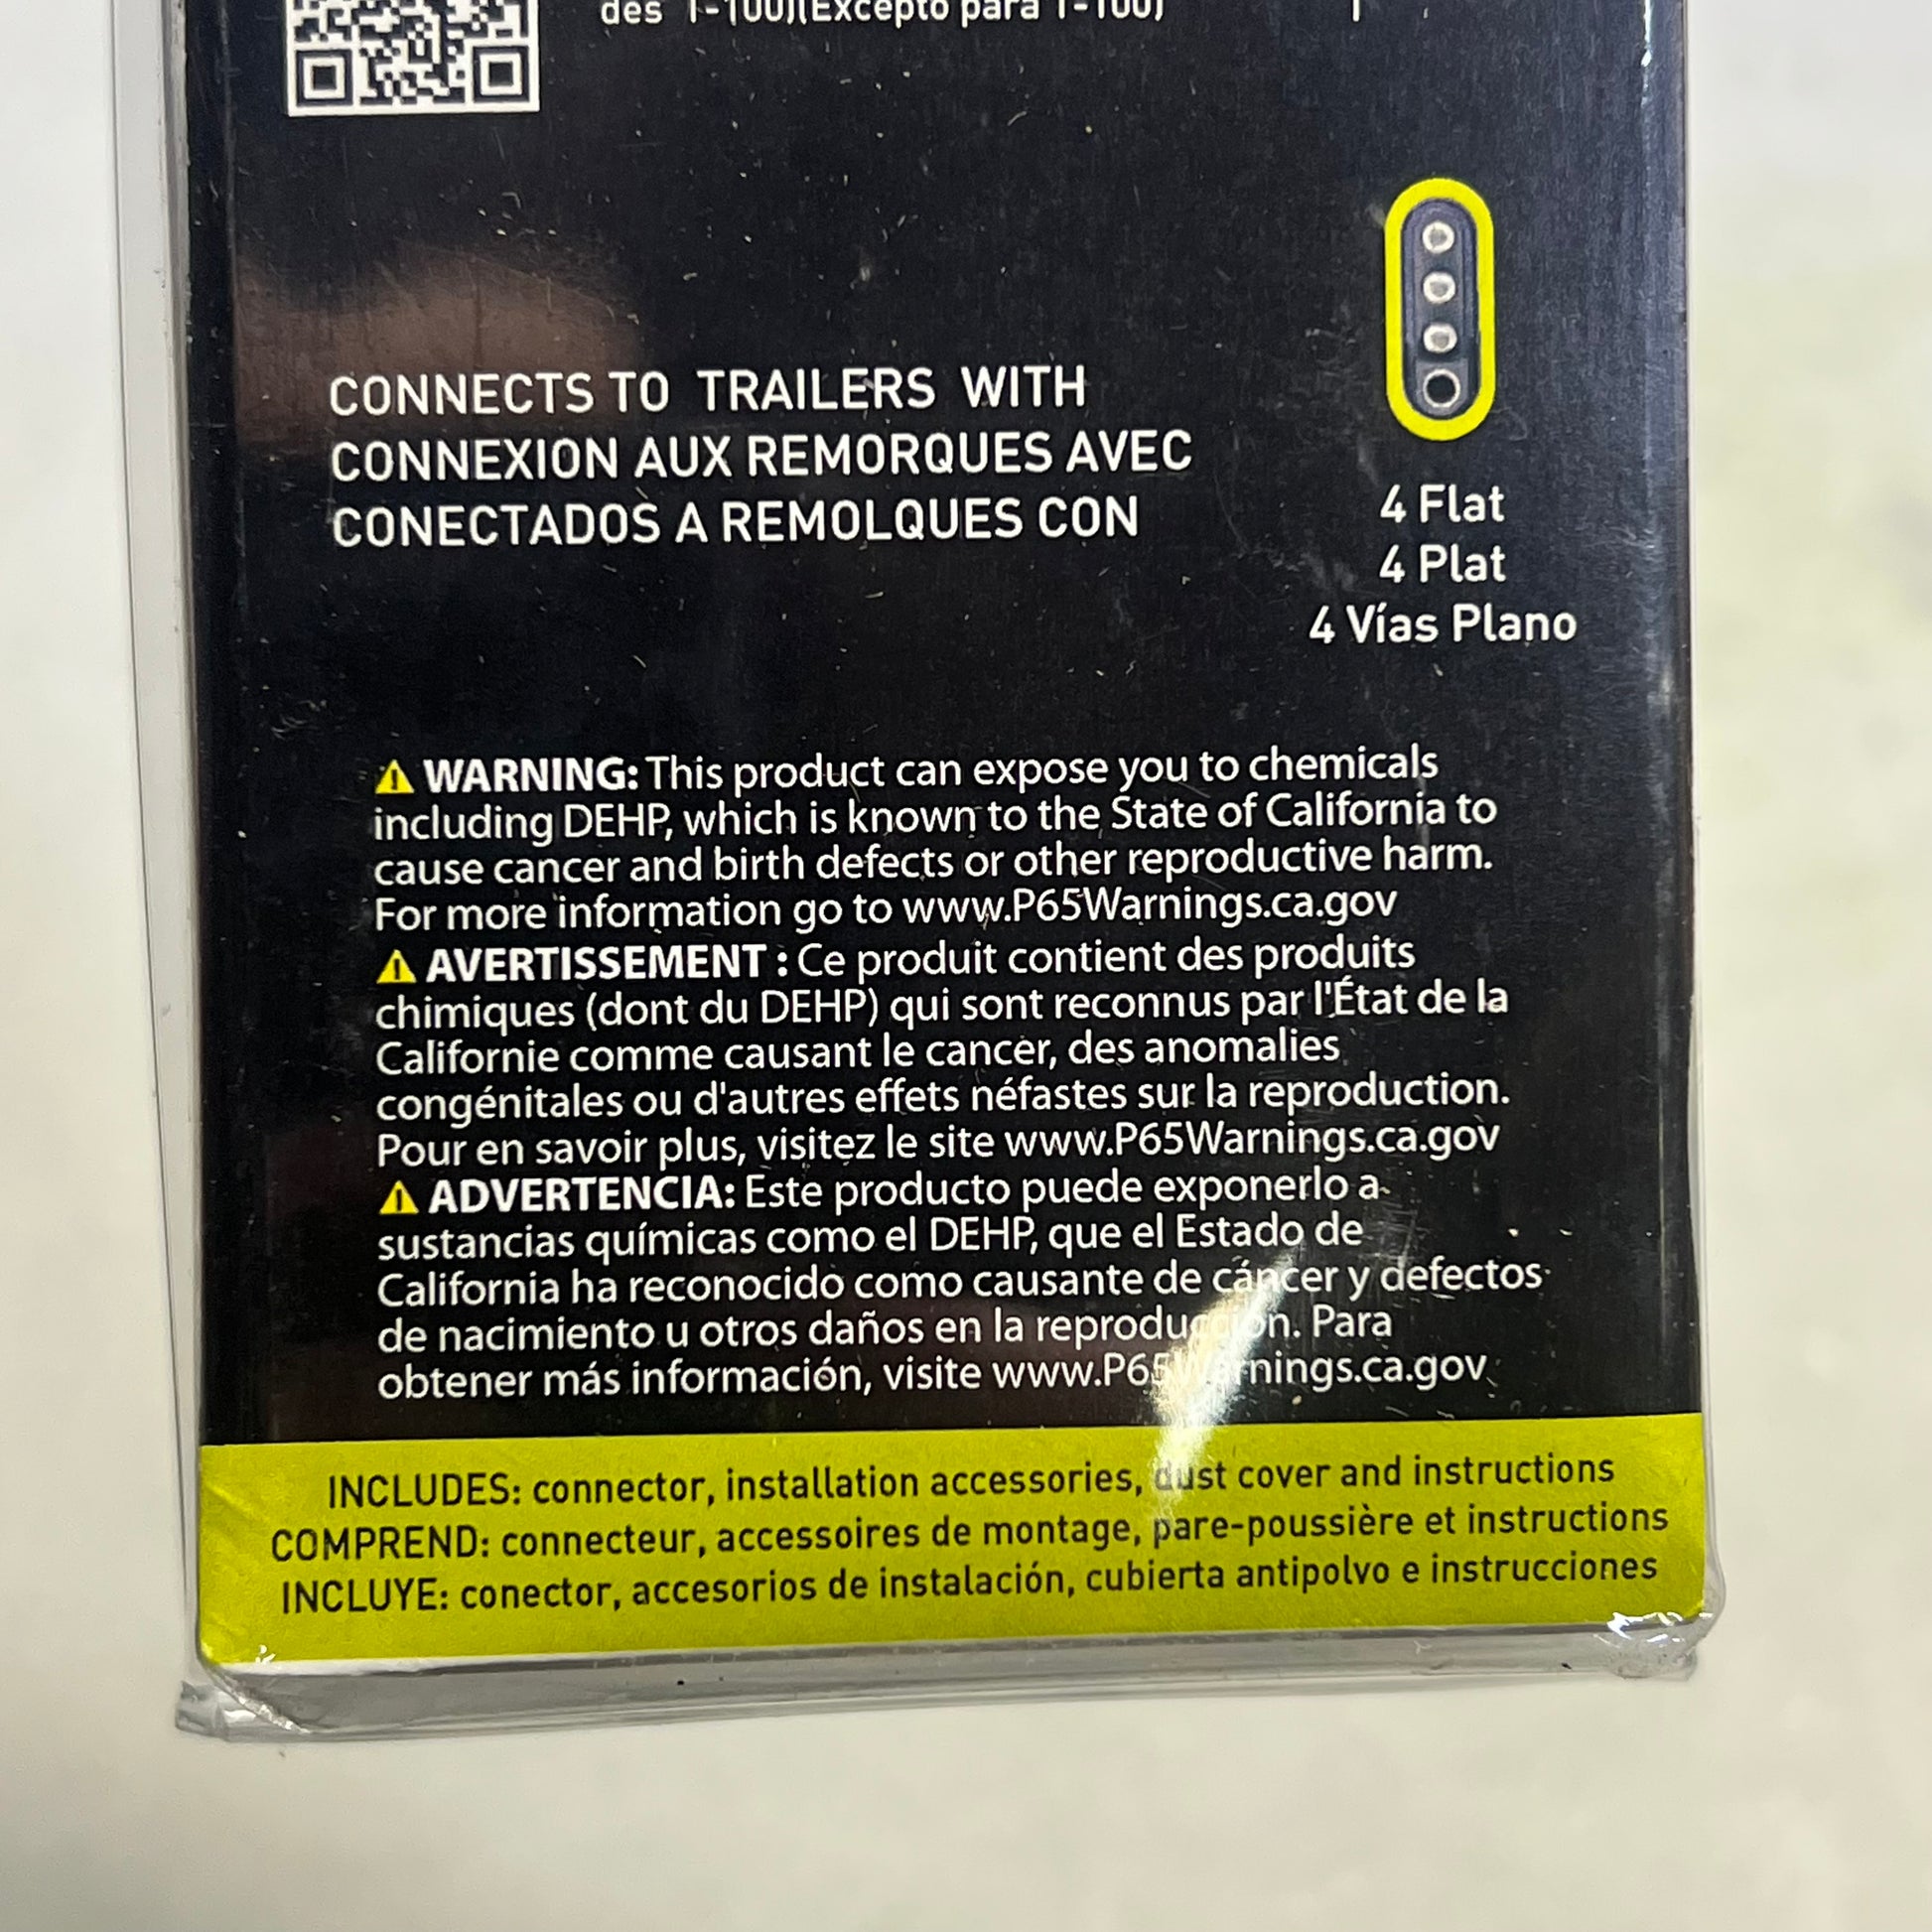 des T-100)(Excepto para T-100)
CONNECTS TO TRAILERS WITH
CONNEXION AUX REMORQUES AVEC
CONECTADOS A REMOLQUES CON
4 Flat
4 Plat
4 Vías Plano
WARNING: This product can expose you to chemicals
including DEHP, which is known to the State of California to
cause cancer and birth defects or other reproductive harm.
For more information go to www.P65Warnings.ca.gov
AVERTISSEMENT : Ce produit contient des produits
chimiques (dont du DEHP) qui sont reconnus par l'État de la
Californie comme causant le cancer, des anomalies
congénitales ou d'autres effets néfastes sur la reproduction.
Pour en savoir plus, visitez le site www.P65Warnings.ca.gov
ADVERTENCIA: Este producto puede exponerlo a
sustancias químicas como el DEHP, que el Estado de
California ha reconocido como causante de cáncer y defectos
de nacimiento u otros daños en la reproducción. Para
obtener más información, visite www.P65Warnings.ca.gov
INCLUDES: connector, installation accessories, dust cover and instructions
COMPREND: connecteur, accessoires de montage, pare-poussière et instructions
INCLUYE: conector, accesorios de instalación, cubierta antipolvo e instrucciones